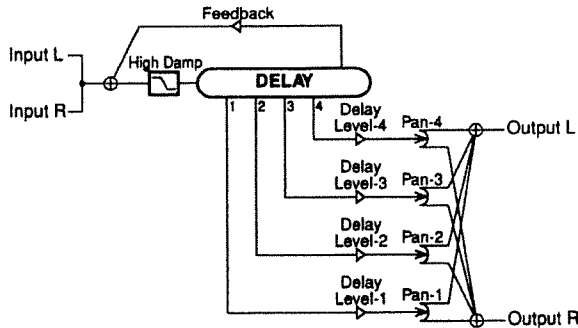 Feedback
Input L
High Damp
DELAY
Input R
1 2 3 4
Delay
Level-4
Pan-4
Output L
Delay
Level-3
Pan-3
Delay
Level-2
Pan-2
Delay
Level-1
Pan-1
Output R